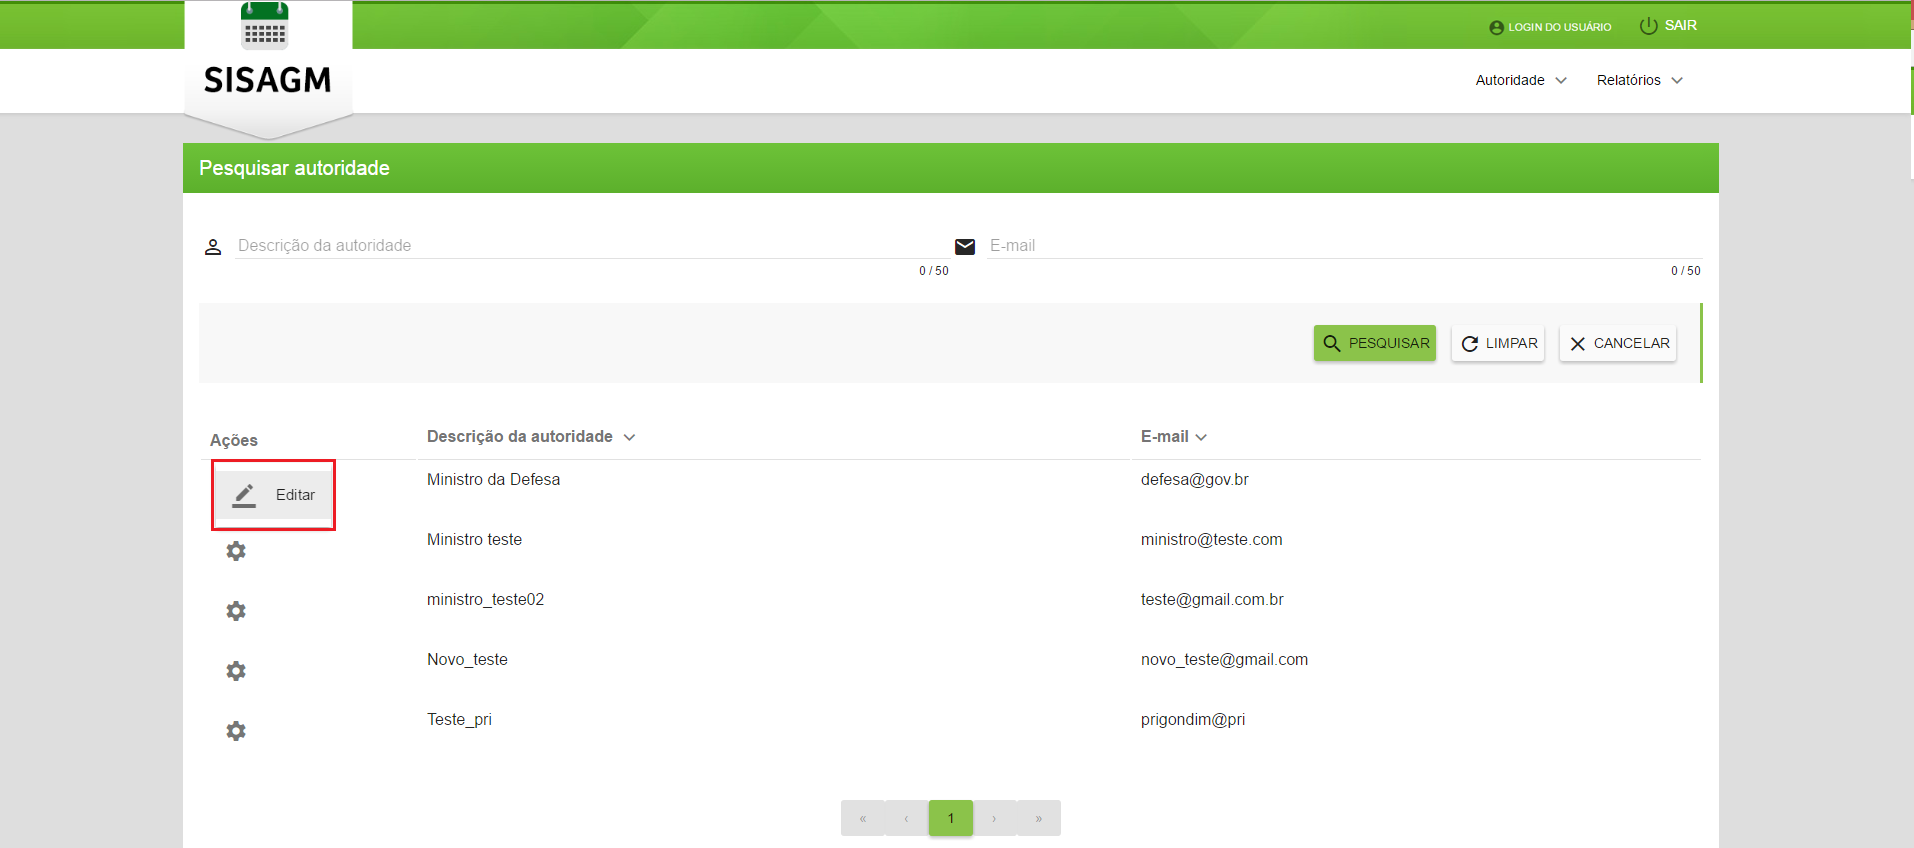 LOGIN DO USUÁRIO SAIR
SISAGM
Autoridade Relatórios
Pesquisar autoridade
Descrição da autoridade E-mail
0 / 50 0 / 50
PESQUISAR LIMPAR CANCELAR
Ações Descrição da autoridade E-mail
Editar Ministro da Defesa defesa@gov.br
Ministro teste ministro@teste.com
ministro_teste02 teste@gmail.com.br
Novo_teste novo_teste@gmail.com
Teste_pri prigondim@pri
« ‹ 1 › »